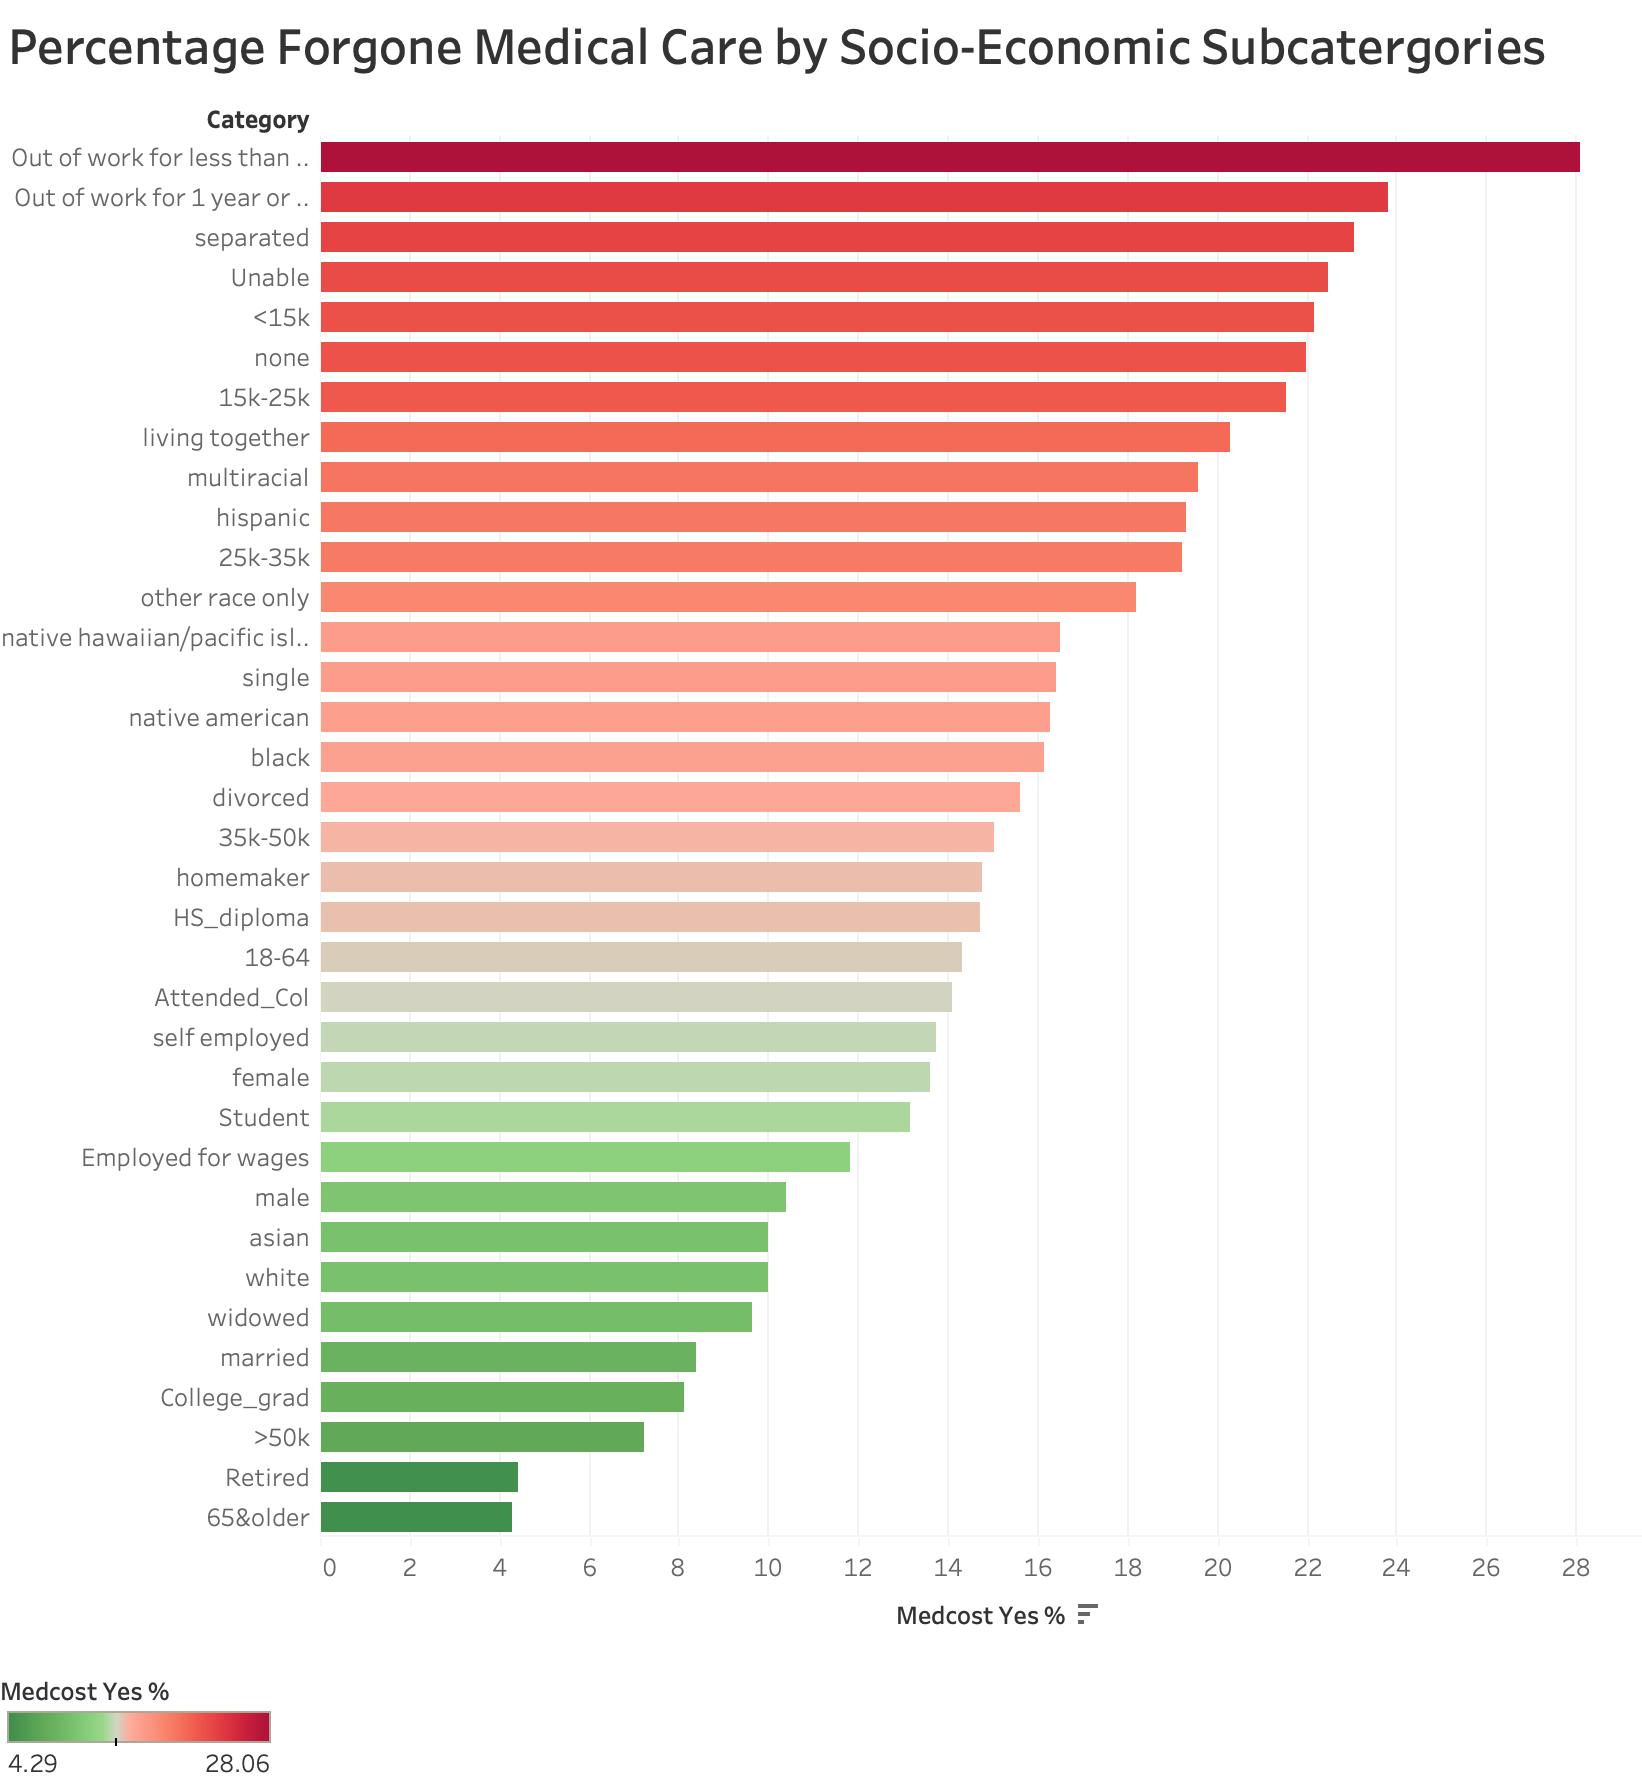 Percentage Forgone Medical Care by Socio-Economic Subcatergories
Category
Out of work for less than ..
Out of work for 1 year or ..
separated
Unable
<15k
none
15k-25k
living together
multiracial
hispanic
25k-35k
other race only
native hawaiian/pacific isl..
single
native american
black
divorced
35k-50k
homemaker
HS_diploma
18-64
Attended_Col
self employed
female
Student
Employed for wages
male
asian
white
widowed
married
College_grad
>50k
Retired
65&older
0 2 4 6 8 10 12 14 16 18 20 22 24 26 28
Medcost Yes %
Medcost Yes %
4.29 28.06